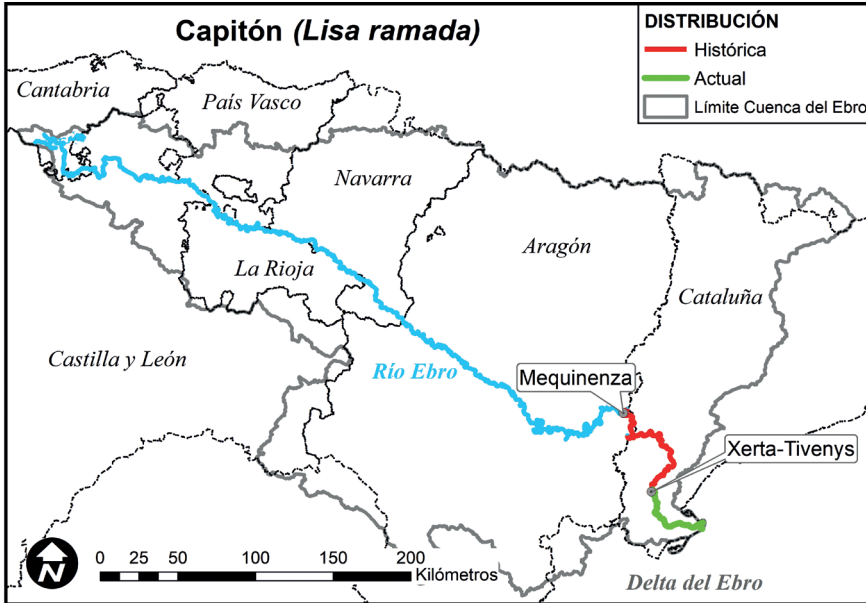 Capitón (Lisa ramada)
DISTRIBUCIÓN
Histórica
Actual
Límite Cuenca del Ebro
Cantabria
País Vasco
Navarra
Aragón
La Rioja
Cataluña
Castilla y León
Río Ebro
Mequinenza
Xerta-Tivenys
N
0 25 50 100 150 200
Kilómetros
Delta del Ebro